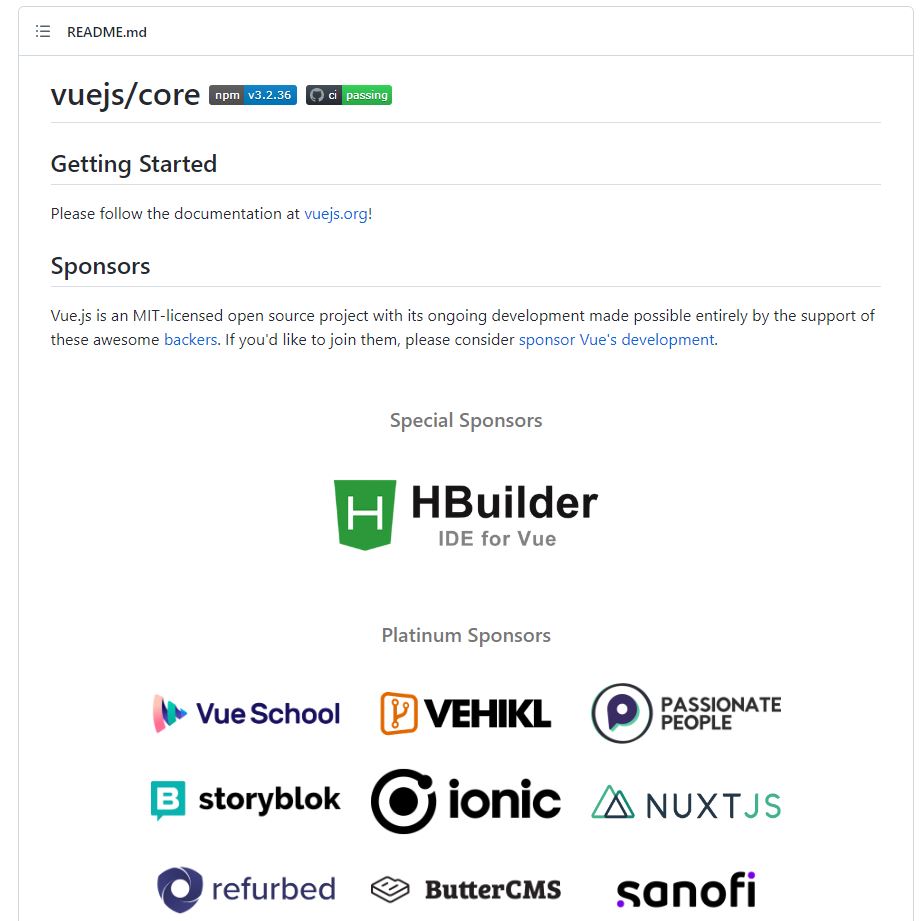 README.md
vuejs/core npm v3.2.36 ci passing
Getting Started
Please follow the documentation at vuejs.org!
Sponsors
Vue.js is an MIT-licensed open source project with its ongoing development made possible entirely by the support of
these awesome backers. If you'd like to join them, please consider sponsor Vue's development.
Special Sponsors
H HBuilder
IDE for Vue
Platinum Sponsors
Vue School VEHIKL PASSIONATE
PEOPLE
B storyblok ionic NUXTJS
refurbed ButterCMS sanofi